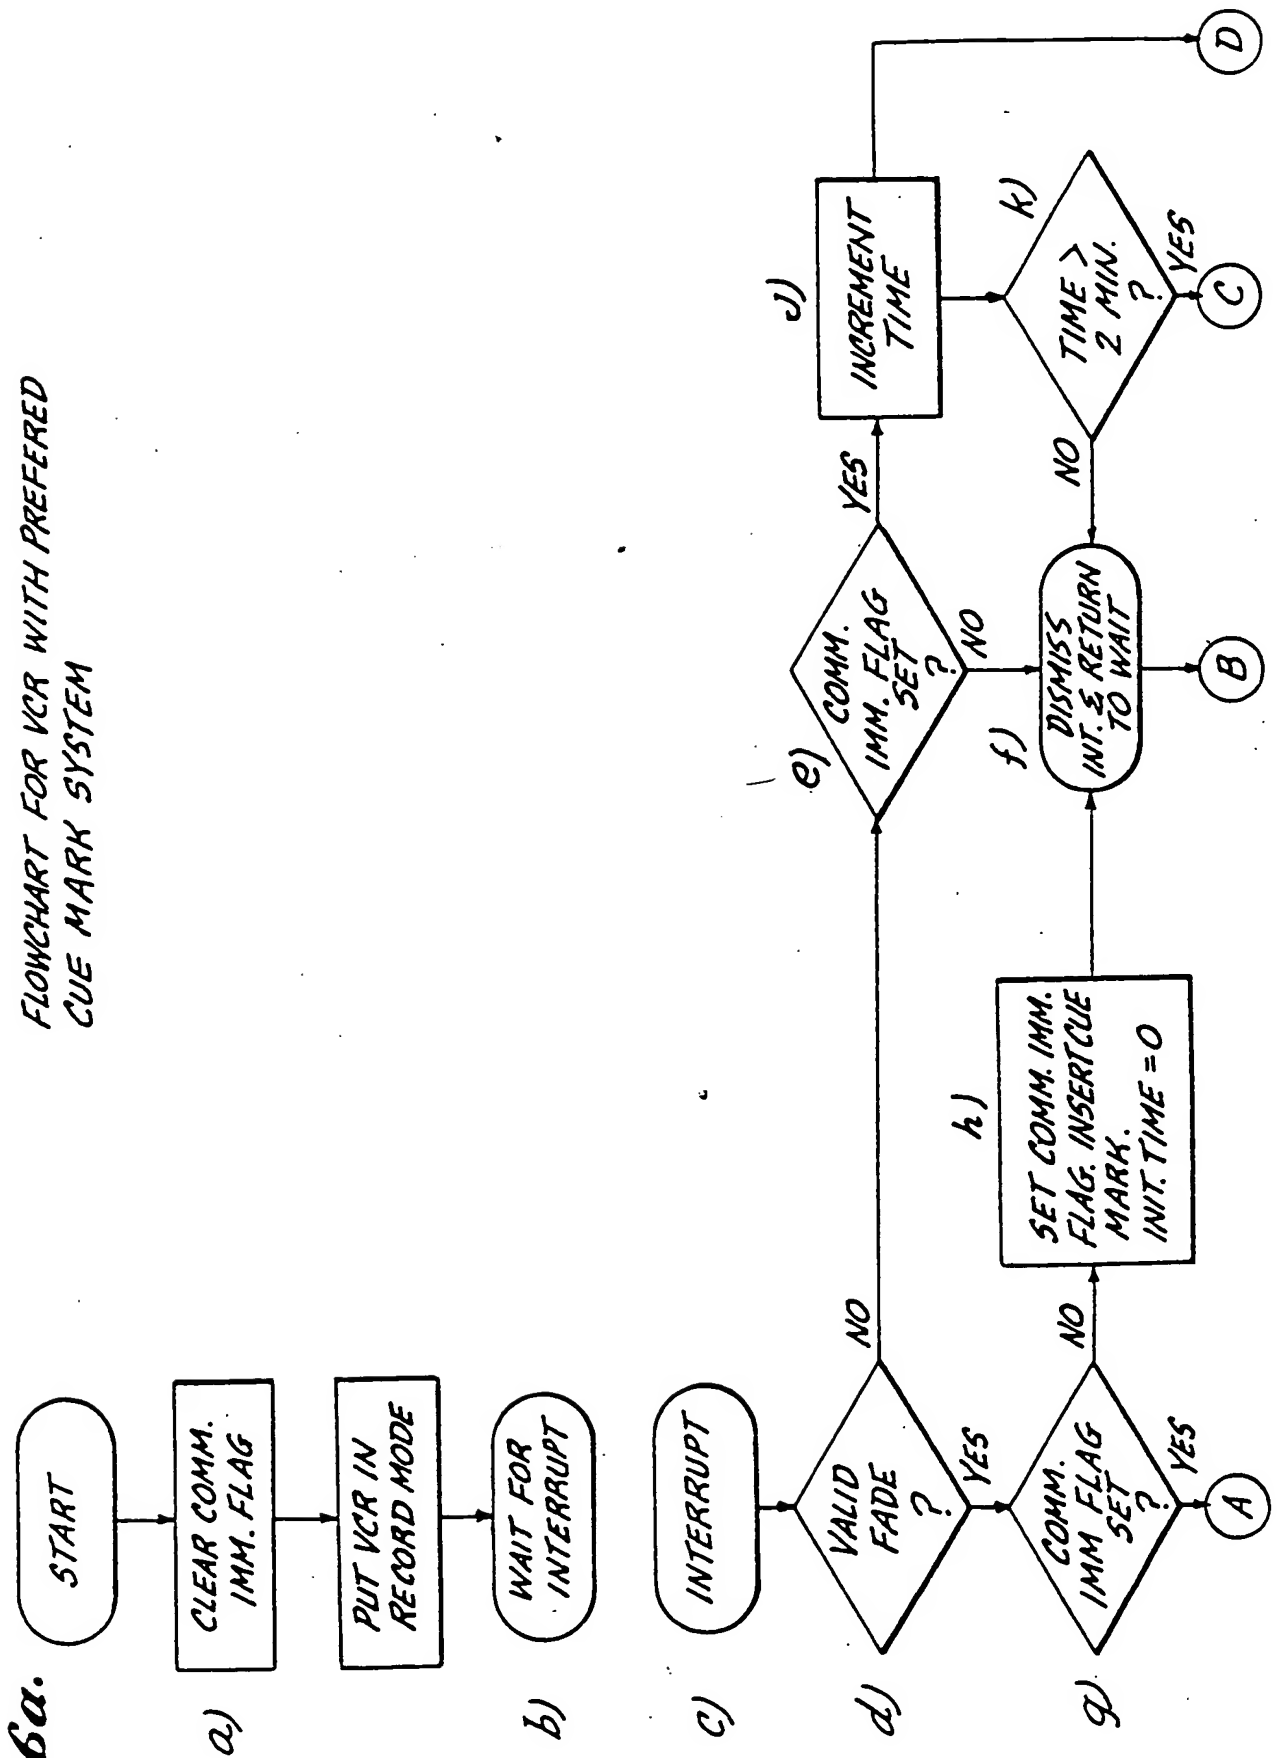 6a.
FLOWCHART FOR VCR WITH PREFERED
CUE MARK SYSTEM
START
a)
CLEAR COMM.
IMM. FLAG
PUT VCR IN
RECORD MODE
b)
WAIT FOR
INTERRUPT
c)
INTERRUPT
d)
VALID
FADE
?
NO
YES
e)
COMM.
IMM. FLAG
SET
?
YES
NO
J)
INCREMENT
TIME
g)
COMM.
IMM FLAG
SET
?
NO
YES
h)
SET COMM. IMM.
FLAG. INSERT CUE
MARK.
INIT. TIME = 0
f)
DISMISS
INT. & RETURN
TO WAIT
NO
k)
TIME >
2 MIN.
?
YES
A
B
C
D